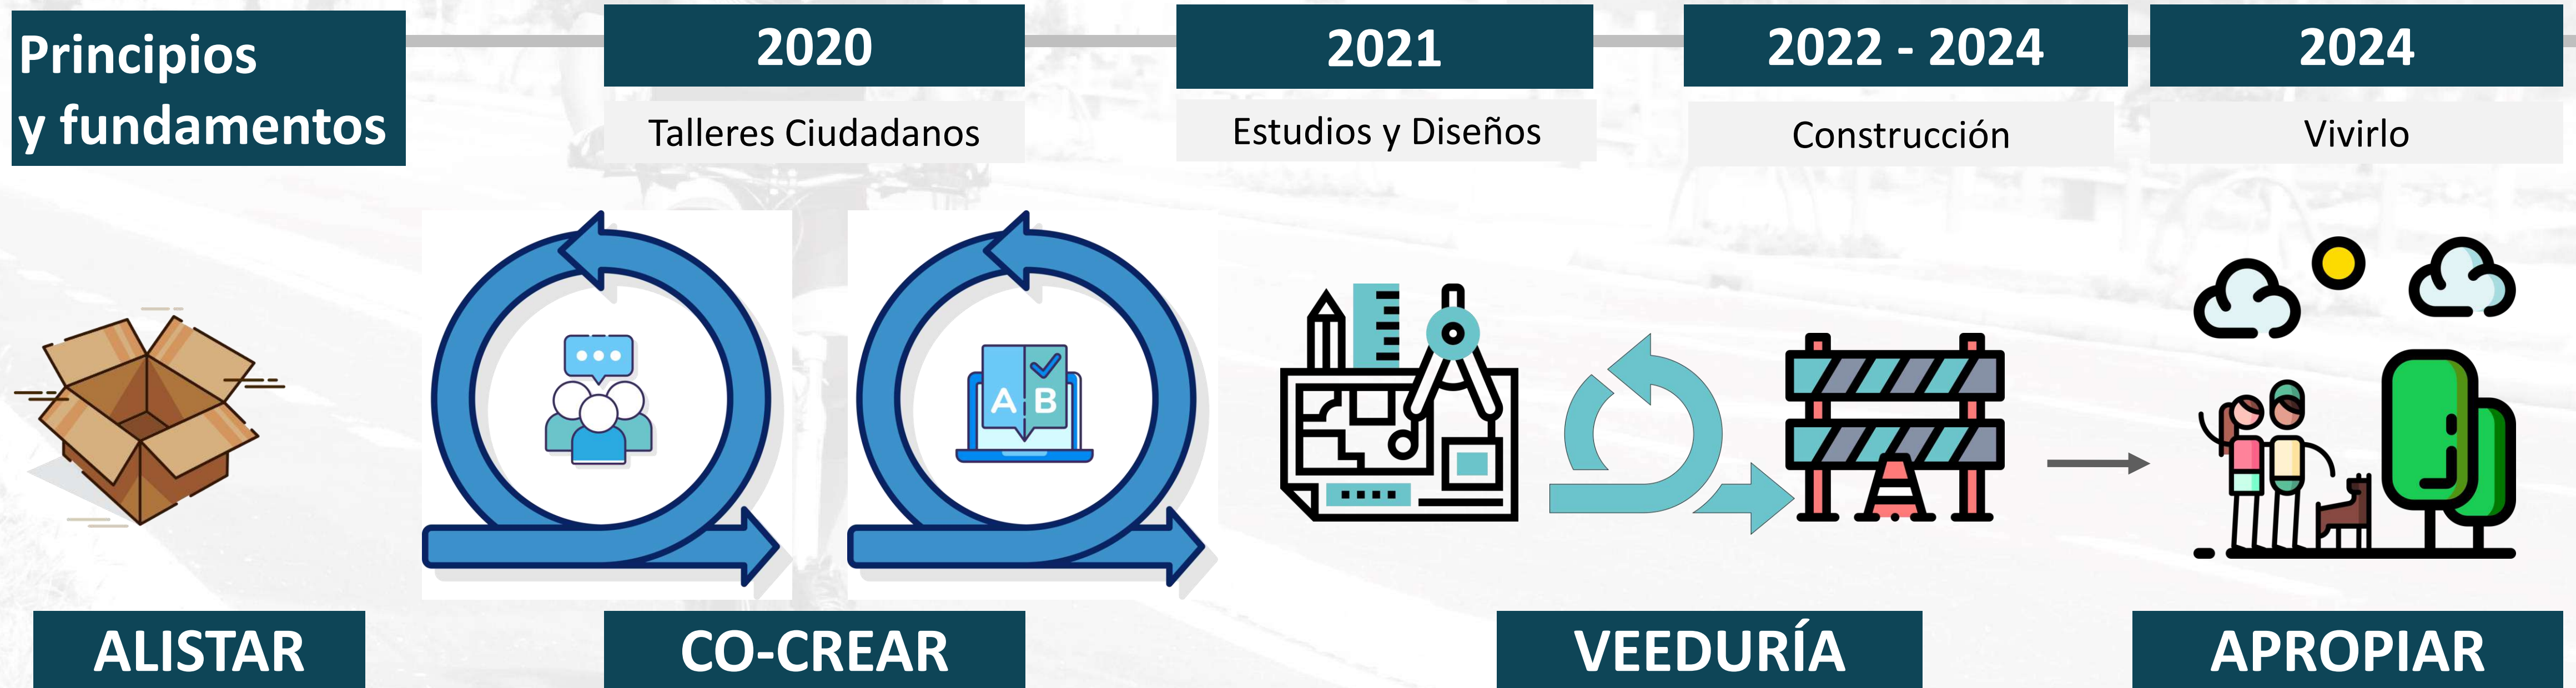 Principios
y fundamentos
2020
2021
2022 - 2024
2024
Talleres Ciudadanos
Estudios y Diseños
Construcción
Vivirlo
A B
ALISTAR
CO-CREAR
VEEDURÍA
APROPIAR